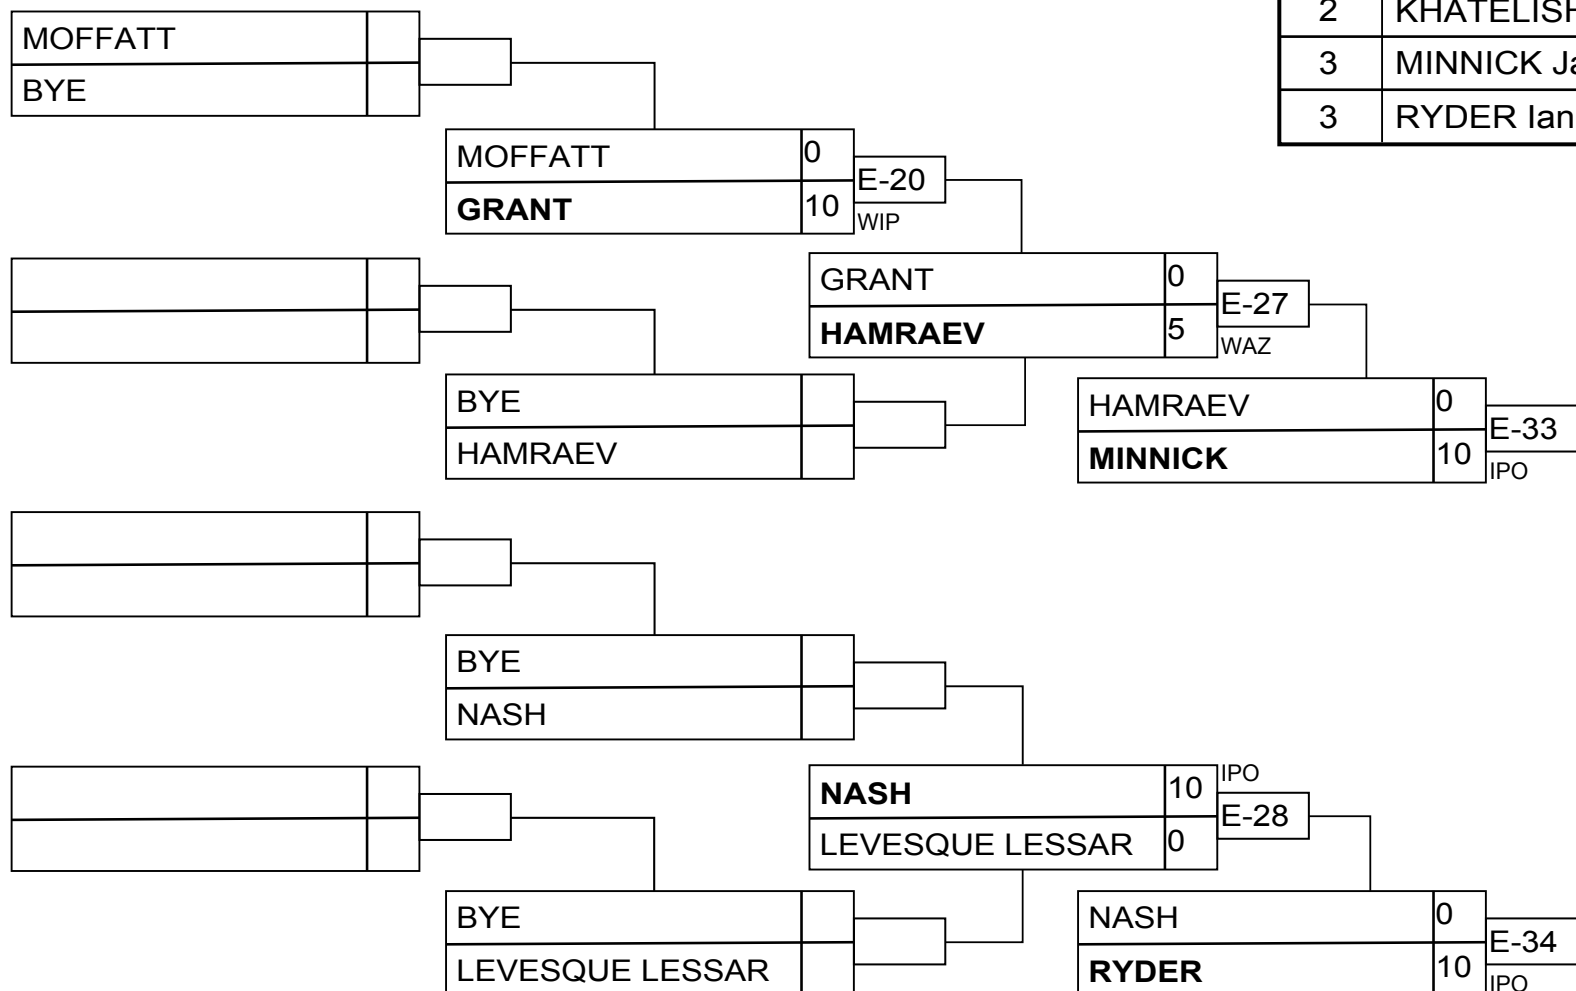 2
3 MINNICK
3 RYDER Ian
MOFFATT
BYE
MOFFATT 0
GRANT 10
E-20
WIP
GRANT 0
HAMRAEV 5
E-27
WAZ
BYE
HAMRAEV
HAMRAEV 0
MINNICK 10
E-33
IPO
BYE
NASH
NASH 10
LEVESQUE LESSAR 0
IPO
E-28
BYE
LEVESQUE LESSAR
NASH 0
RYDER 10
E-34
IPO